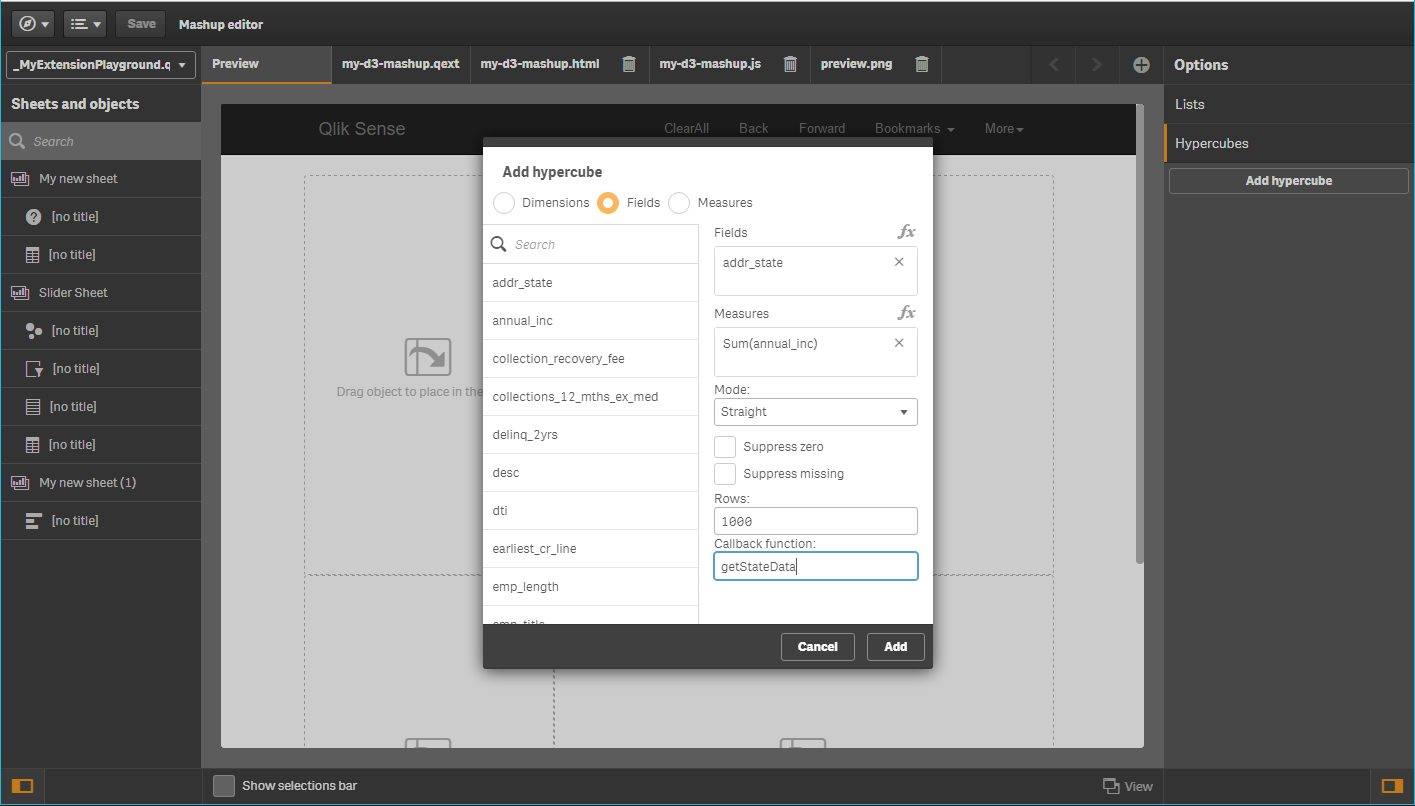 Save
Mashup editor
_MyExtensionPlayground.q
Preview
my-d3-mashup.qext
my-d3-mashup.html
my-d3-mashup.js
preview.png
Options
Sheets and objects
Search
My new sheet
[no title]
[no title]
Slider Sheet
[no title]
[no title]
[no title]
[no title]
My new sheet (1)
[no title]
Qlik Sense
ClearAll
Back
Forward
Bookmarks
More
Drag object to place in the
Add hypercube
Dimensions
Fields
Measures
Search
addr_state
annual_inc
collection_recovery_fee
collections_12_mths_ex_med
delinq_2yrs
desc
dti
earliest_cr_line
emp_length
emp_title
Fields
fx
addr_state
Measures
fx
Sum(annual_inc)
Mode:
Straight
Suppress zero
Suppress missing
Rows:
1000
Callback function:
getStateData
Cancel
Add
Lists
Hypercubes
Add hypercube
Show selections bar
View